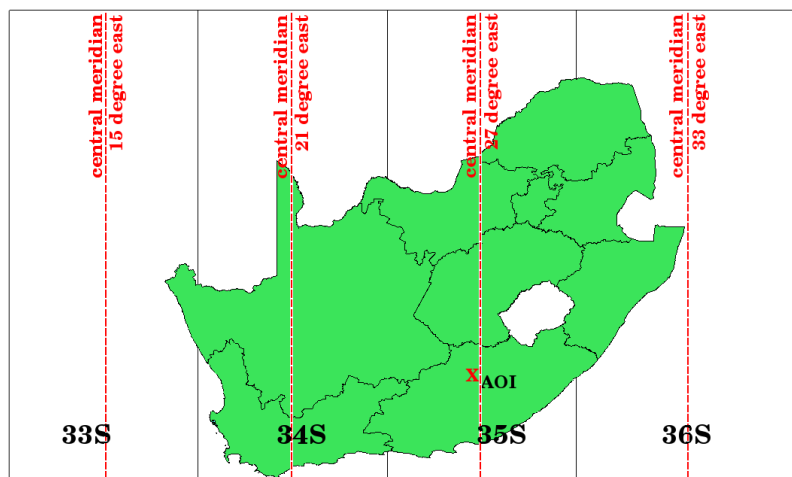 central meridian
15 degree east
central meridian
21 degree east
central meridian
27 degree east
central meridian
33 degree east
X
AOI
33S
34S
35S
36S